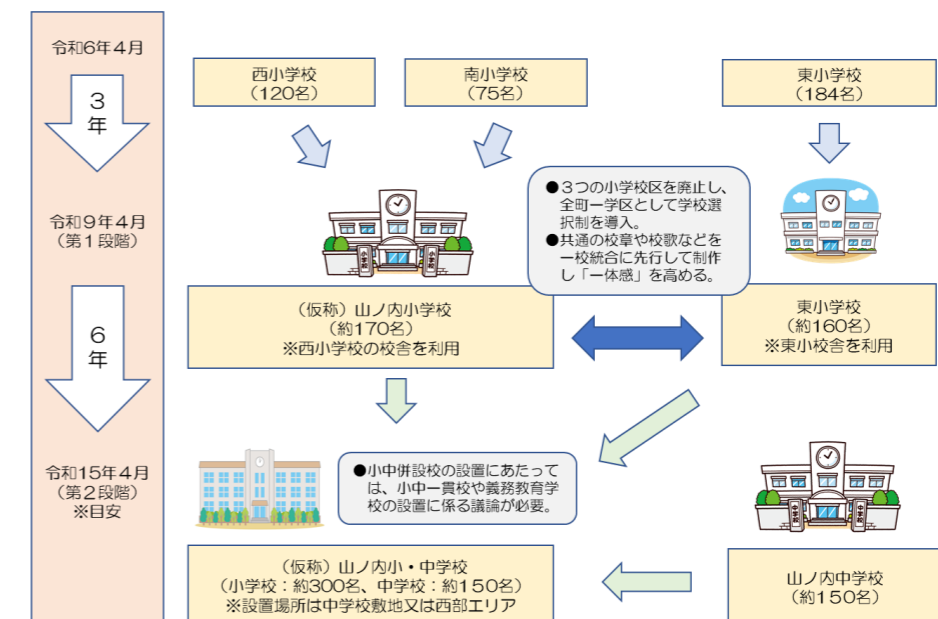 令和6年4月
3
年
令和9年4月
(第1段階)
6
年
令和15年4月
(第2段階)
※目安
西小学校
(120名)
南小学校
(75名)
東小学校
(184名)
●3つの小学校区を廃止し、
全町一学区として学校選
択制を導入。
●共通の校章や校歌などを
一校統合に先行して制作
し「一体感」を高める。
小学校
(仮称)山ノ内小学校
(約170名)
※西小学校の校舎を利用
東小学校
(約160名)
※東小校舎を利用
●小中併設校の設置にあたって
は、小中一貫校や義務教育学
校の設置に係る議論が必要。
中学校
中学校
(仮称)山ノ内小・中学校
(小学校:約300名、中学校:約150名)
※設置場所は中学校敷地又は西部エリア
山ノ内中学校
(約150名)